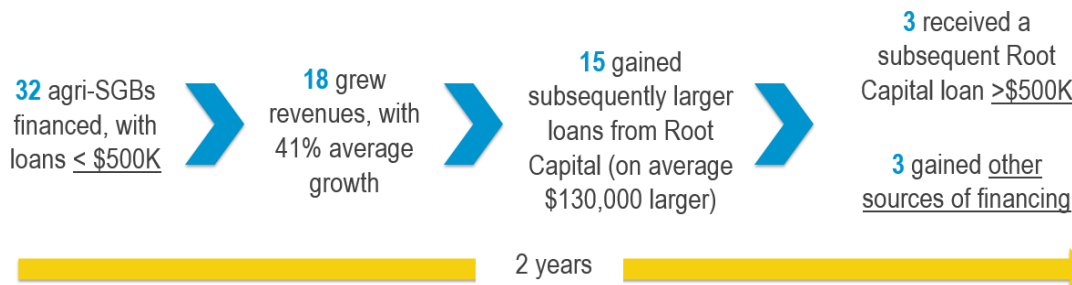 32 agri-SGBs
financed, with
loans < $500K
18 grew
revenues, with
41% average
growth
15 gained
subsequently larger
loans from Root
Capital (on average
$130,000 larger)
3 received a
subsequent Root
Capital loan >$500K
3 gained other
sources of financing
2 years